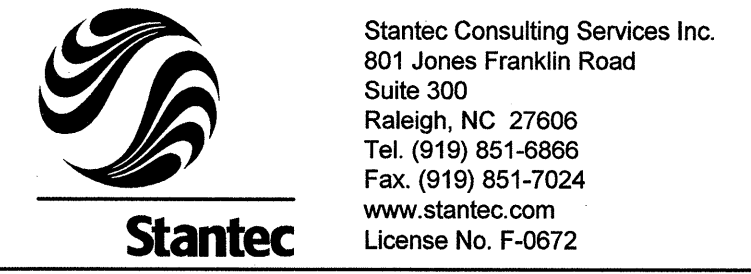 Stantec
Stantec Consulting Services Inc.
801 Jones Franklin Road
Suite 300
Raleigh, NC 27606
Tel. (919) 851-6866
Fax. (919) 851-7024
www.stantec.com
License No. F-0672